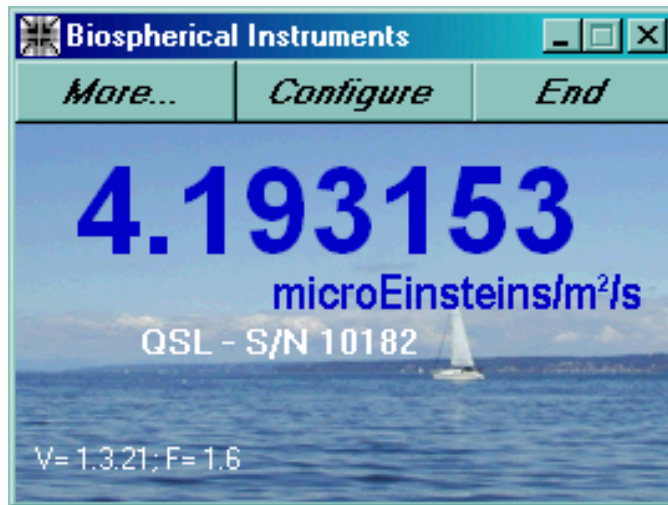 Biospherical Instruments
More... Configure End
4.193153
microEinsteins/m²/s
QSL - S/N 10182
V= 1.3.21; F= 1.6